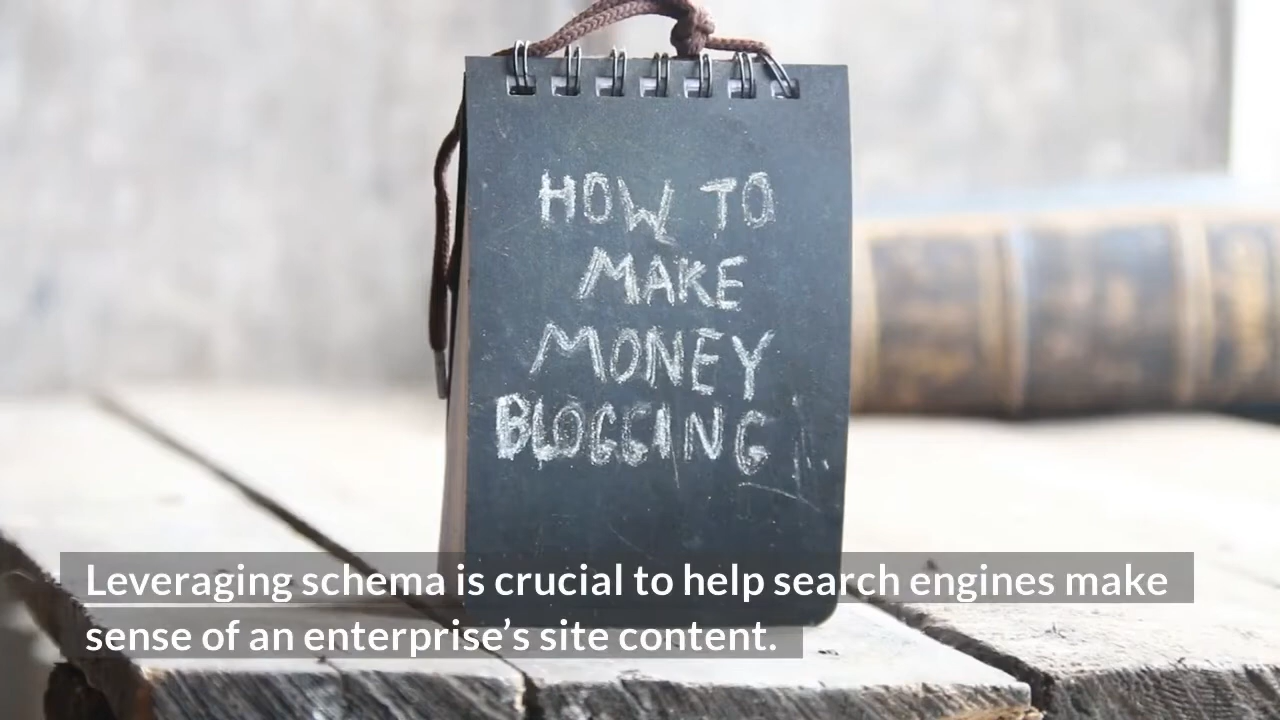 HOW TO
MAKE
MONEY
BLOGGING
Leveraging schema is crucial to help search engines make
sense of an enterprise’s site content.